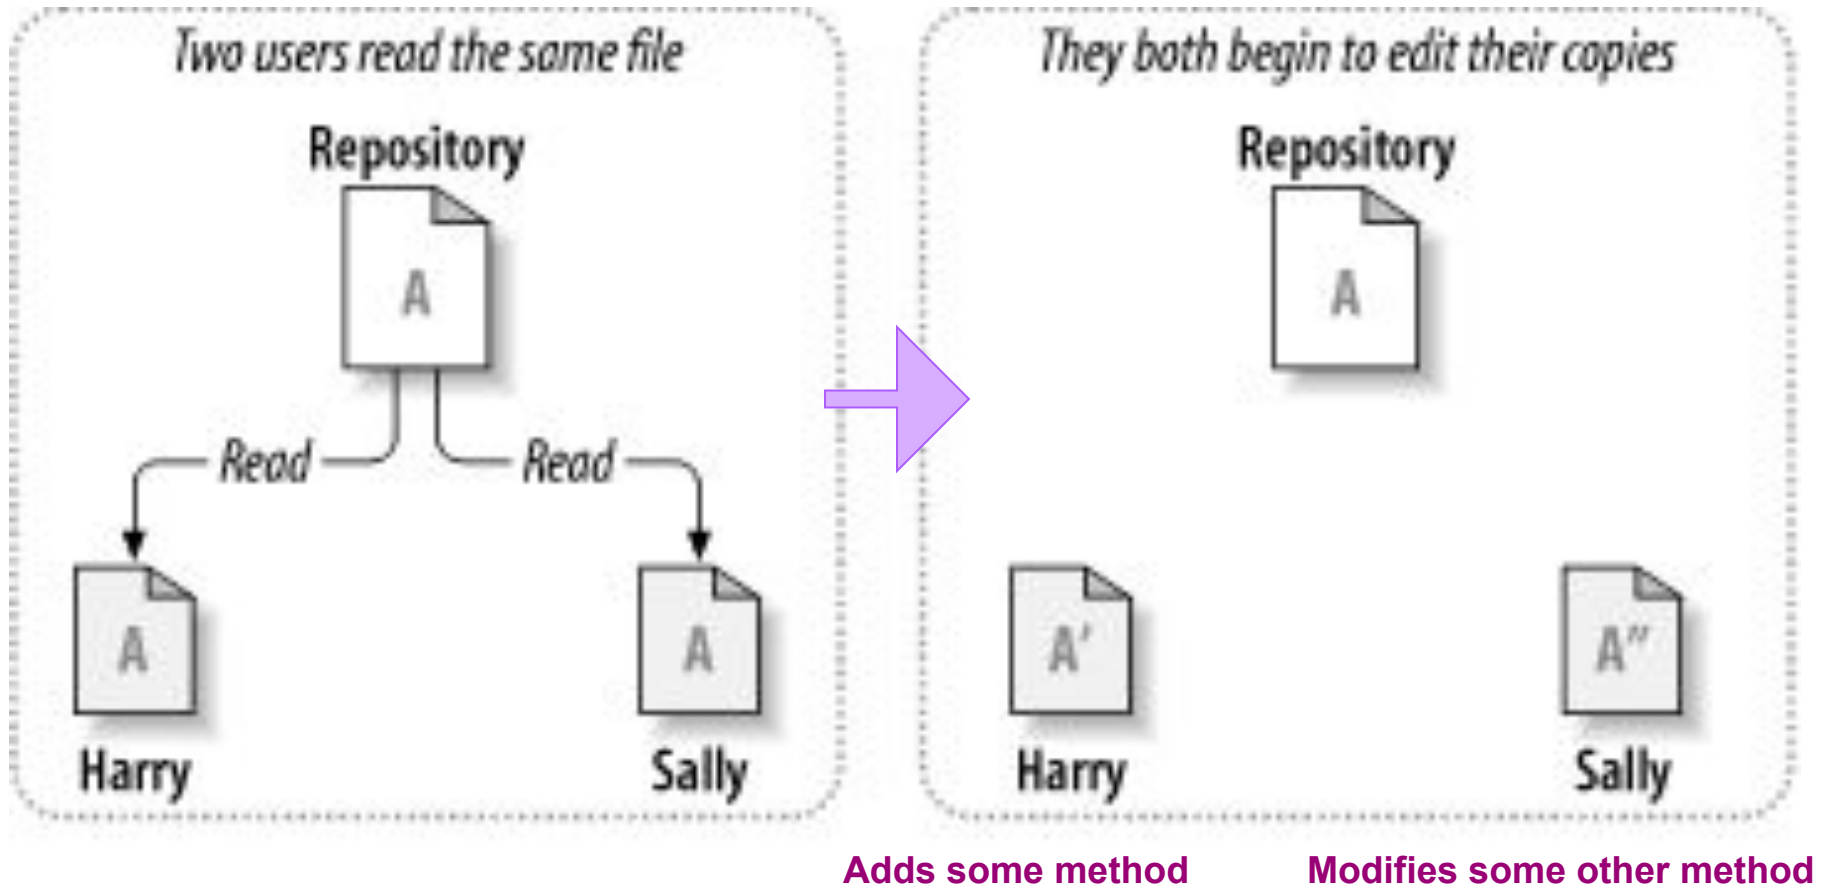 Two users read the same file
Repository
A
Read Read
A A
Harry Sally
They both begin to edit their copies
Repository
A
A′ A″
Harry Sally
Adds some method Modifies some other method